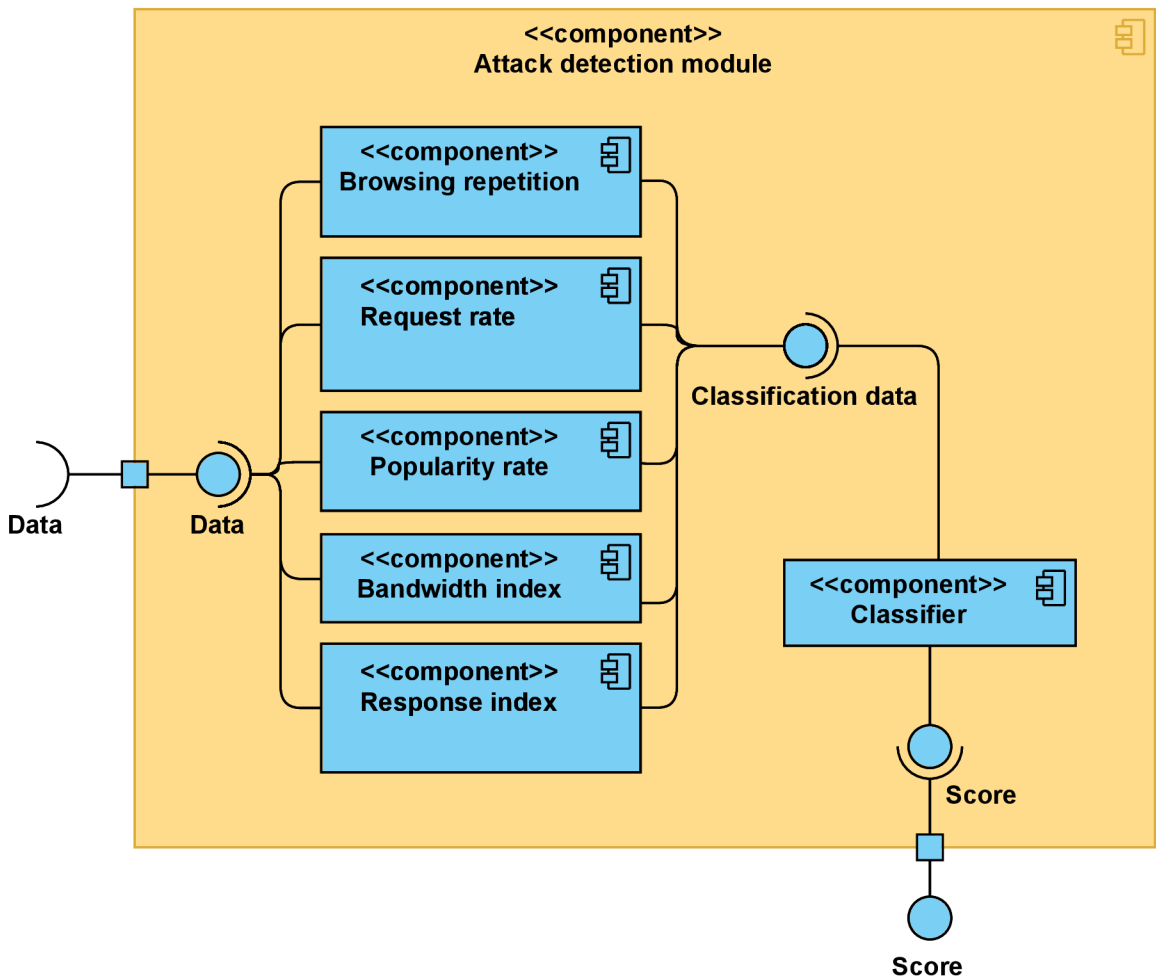 <<component>>
Attack detection module
<<component>>
Browsing repetition
<<component>>
Request rate
Classification data
<<component>>
Popularity rate
Data
Data
<<component>>
Bandwidth index
<<component>>
Classifier
<<component>>
Response index
Score
Score